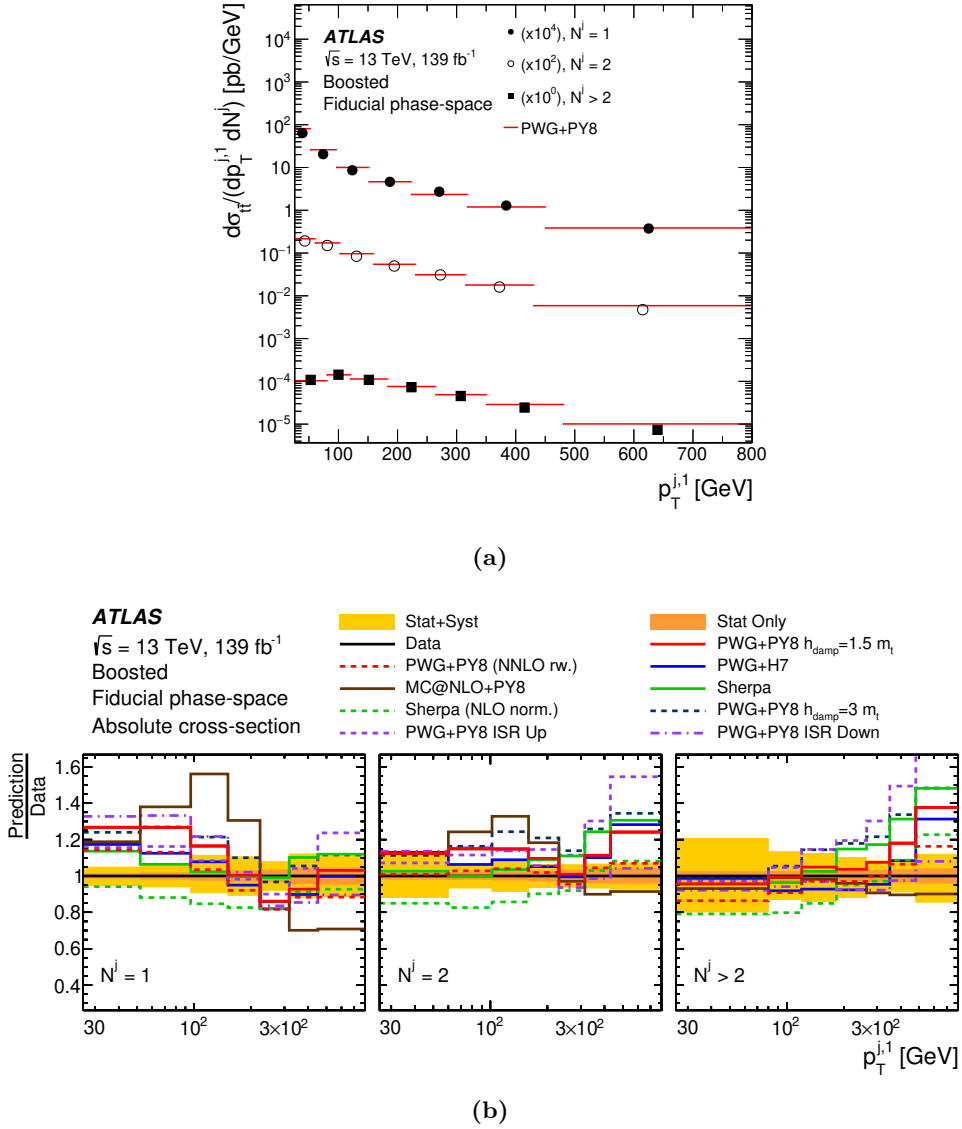 ATLAS
√s = 13 TeV, 139 fb⁻¹
Boosted
Fiducial phase-space
(x10⁴), Nʲ = 1
(x10²), Nʲ = 2
(x10⁰), Nʲ > 2
PWG+PY8
dσ_tt̄/(dp_T^{j,1} dNʲ) [pb/GeV]
10⁴
10³
10²
10
1
10⁻¹
10⁻²
10⁻³
10⁻⁴
10⁻⁵
100 200 300 400 500 600 700 800
p_T^{j,1} [GeV]
(a)
ATLAS
√s = 13 TeV, 139 fb⁻¹
Boosted
Fiducial phase-space
Absolute cross-section
Stat+Syst
Data
PWG+PY8 (NNLO rw.)
MC@NLO+PY8
Sherpa (NLO norm.)
PWG+PY8 ISR Up
Stat Only
PWG+PY8 h_damp=1.5 m_t
PWG+H7
Sherpa
PWG+PY8 h_damp=3 m_t
PWG+PY8 ISR Down
Prediction
Data
1.6
1.4
1.2
1
0.8
0.6
0.4
Nʲ = 1
Nʲ = 2
Nʲ > 2
30 10² 3×10²
30 10² 3×10²
30 10² 3×10²
p_T^{j,1} [GeV]
(b)